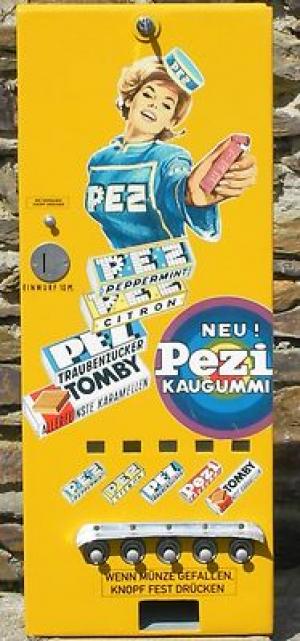 PEZ
PEZ
PEZ
PEPPERMINT
EINWURF 10 Pf.
PEZ
CITRON
PEZ
TRAUBENZUCKER
TOMBY
ALLERFEINSTE KARAMELLEN
NEU!
Pezi
KAUGUMMI
PEZ
PEZ
PEZ
Pezi
TOMBY
WENN MÜNZE GEFALLEN,
KNOPF FEST DRÜCKEN